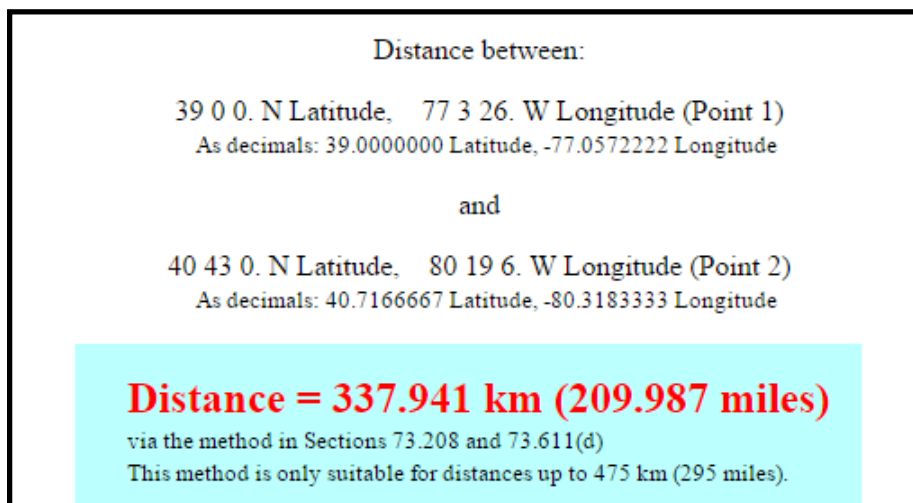 Distance between:
39 0 0. N Latitude, 77 3 26. W Longitude (Point 1)
As decimals: 39.0000000 Latitude, -77.0572222 Longitude
and
40 43 0. N Latitude, 80 19 6. W Longitude (Point 2)
As decimals: 40.7166667 Latitude, -80.3183333 Longitude
Distance = 337.941 km (209.987 miles)
via the method in Sections 73.208 and 73.611(d)
This method is only suitable for distances up to 475 km (295 miles).